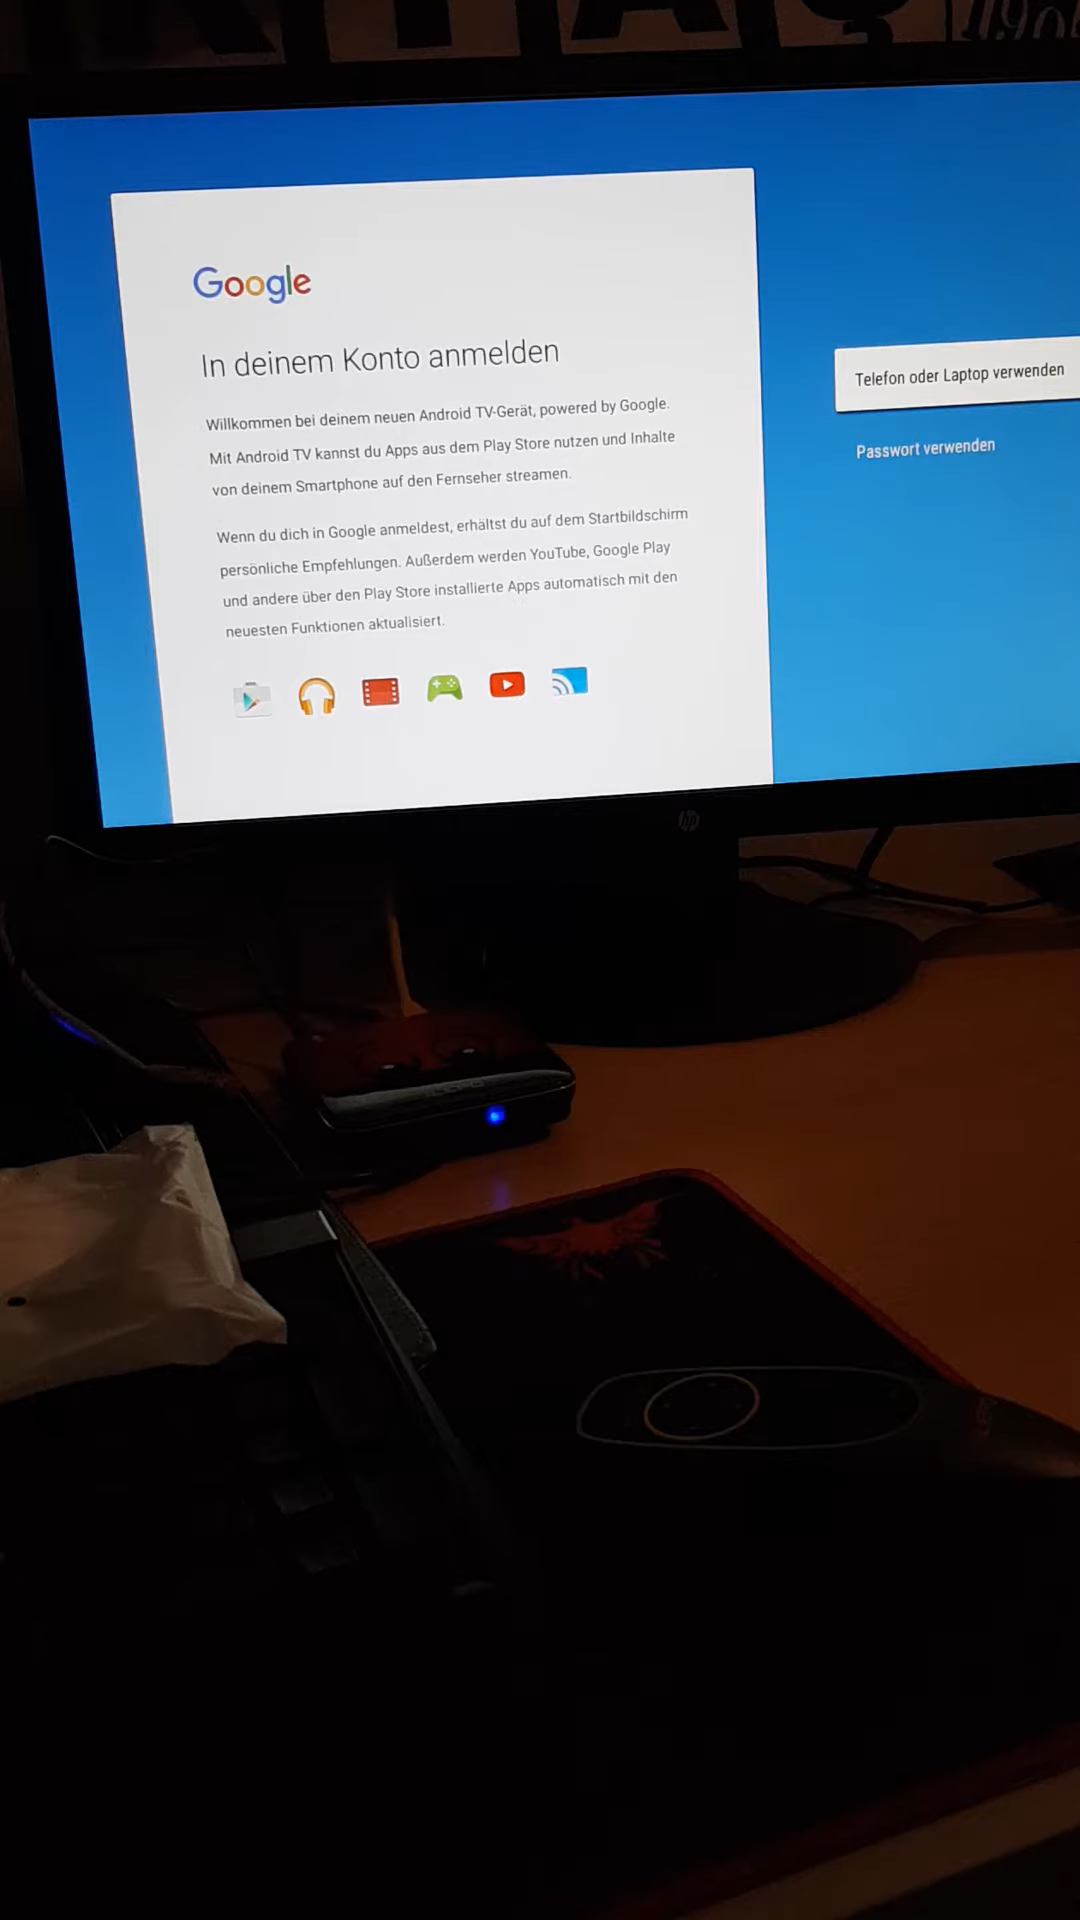 Google
In deinem Konto anmelden
Willkommen bei deinem neuen Android TV-Gerät, powered by Google.
Mit Android TV kannst du Apps aus dem Play Store nutzen und Inhalte
von deinem Smartphone auf den Fernseher streamen.
Wenn du dich in Google anmeldest, erhältst du auf dem Startbildschirm
persönliche Empfehlungen. Außerdem werden YouTube, Google Play
und andere über den Play Store installierte Apps automatisch mit den
neuesten Funktionen aktualisiert.
Telefon oder Laptop verwenden
Passwort verwenden
hp